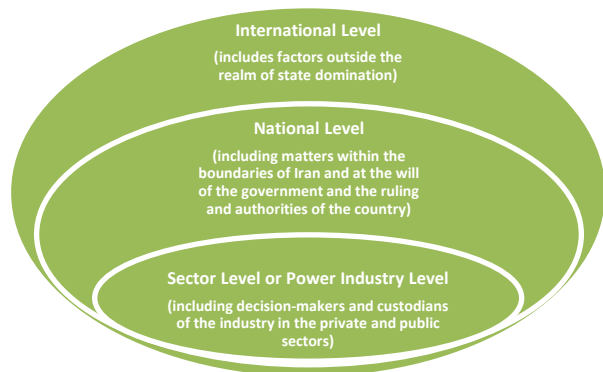 International Level
(includes factors outside the
realm of state domination)
National Level
(including matters within the
boundaries of Iran and at the will
of the government and the ruling
and authorities of the country)
Sector Level or Power Industry Level
(including decision-makers and custodians
of the industry in the private and public
sectors)